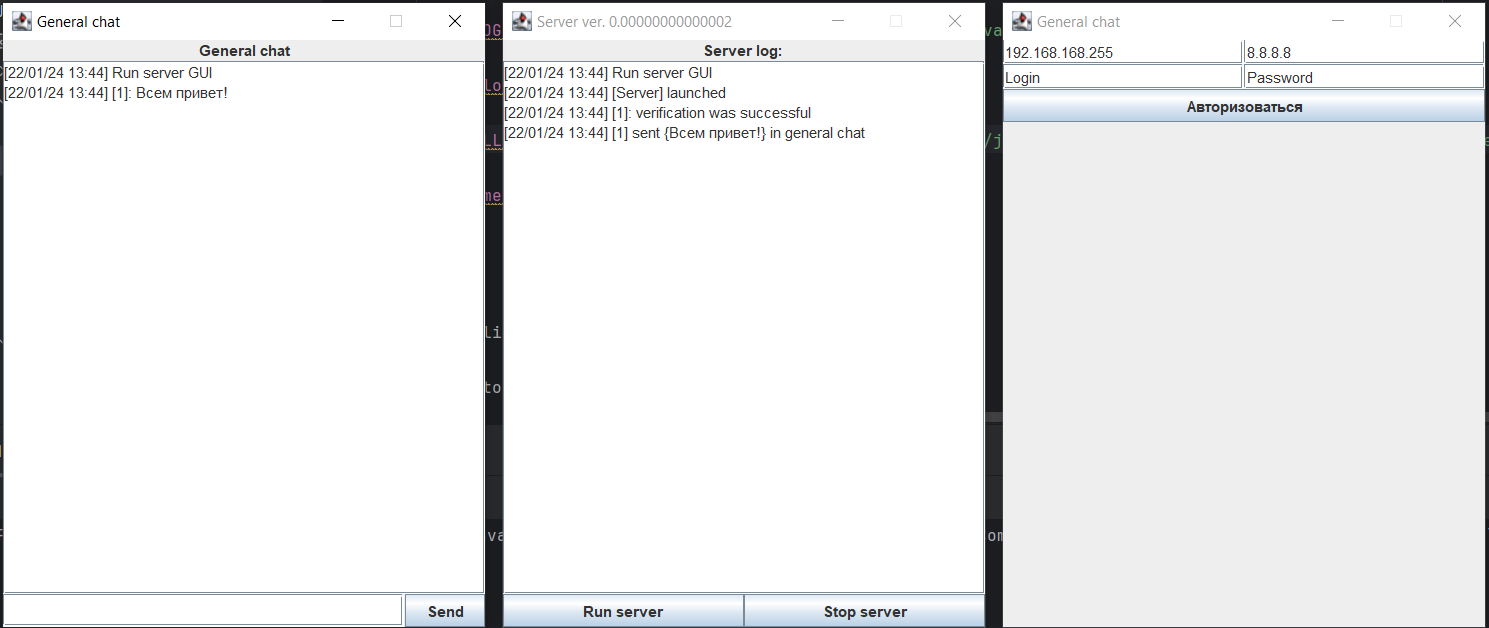 General chat
General chat
[22/01/24 13:44] Run server GUI
[22/01/24 13:44] [1]: Всем привет!
Send
Server ver. 0.00000000000002
Server log:
[22/01/24 13:44] Run server GUI
[22/01/24 13:44] [Server] launched
[22/01/24 13:44] [1]: verification was successful
[22/01/24 13:44] [1] sent {Всем привет!} in general chat
Run server
Stop server
General chat
192.168.168.255
8.8.8.8
Login
Password
Авторизоваться